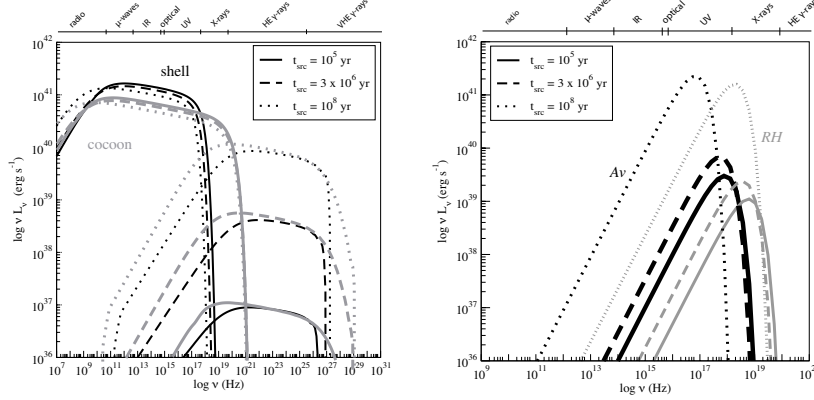 radio μ-waves IR optical UV X-rays HE γ-rays VHE γ-rays
10^42
10^41
10^40
10^39
10^38
10^37
10^36
log ν L_ν (erg s^-1)
shell
cocoon
t_src = 10^5 yr
t_src = 3 x 10^6 yr
t_src = 10^8 yr
10^7 10^9 10^11 10^13 10^15 10^17 10^19 10^21 10^23 10^25 10^27 10^29 10^31
log ν (Hz)
radio μ-waves IR optical UV X-rays HE γ-r
10^42
10^41
10^40
10^39
10^38
10^37
10^36
log ν L_ν (erg s^-1)
t_src = 10^5 yr
t_src = 3 x 10^6 yr
t_src = 10^8 yr
RH
Av
10^9 10^11 10^13 10^15 10^17 10^19 10^2
log ν (Hz)